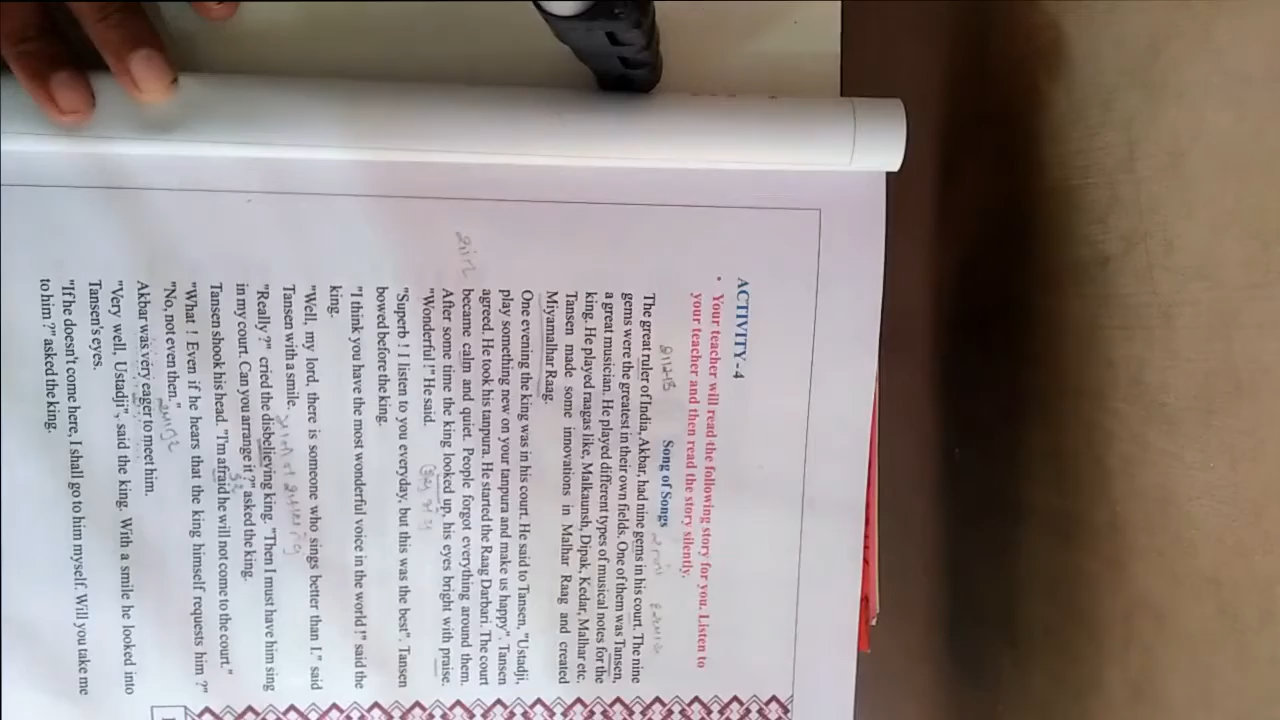 ACTIVITY-4
• Your teacher will read the following story for you. Listen to
your teacher and then read the story silently.
Song of Songs
The great ruler of India, Akbar, had nine gems in his court. The nine
gems were the greatest in their own fields. One of them was Tansen,
a great musician. He played different types of musical notes for the
king. He played raagas like, Malkaunsh, Dipak, Kedar, Malhar etc.
Tansen made some innovations in Malhar Raag and created
Miyamalhar Raag.
One evening the king was in his court. He said to Tansen, "Ustadji,
play something new on your tanpura and make us happy". Tansen
agreed. He took his tanpura. He started the Raag Darbari. The court
became calm and quiet. People forgot everything around them.
After some time the king looked up, his eyes bright with praise.
"Wonderful !" He said.
"Superb ! I listen to you everyday, but this was the best". Tansen
bowed before the king.
"I think you have the most wonderful voice in the world !" said the
king.
"Well, my lord, there is someone who sings better than I." said
Tansen with a smile.
"Really ?" cried the disbelieving king. "Then I must have him sing
in my court. Can you arrange it ?" asked the king.
Tansen shook his head. "I'm afraid he will not come to the court."
"What ! Even if he hears that the king himself requests him ?"
"No, not even then."
Akbar was very eager to meet him.
"Very well, Ustadji", said the king. With a smile he looked into
Tansen's eyes.
"If he doesn't come here, I shall go to him myself. Will you take me
to him ?" asked the king.